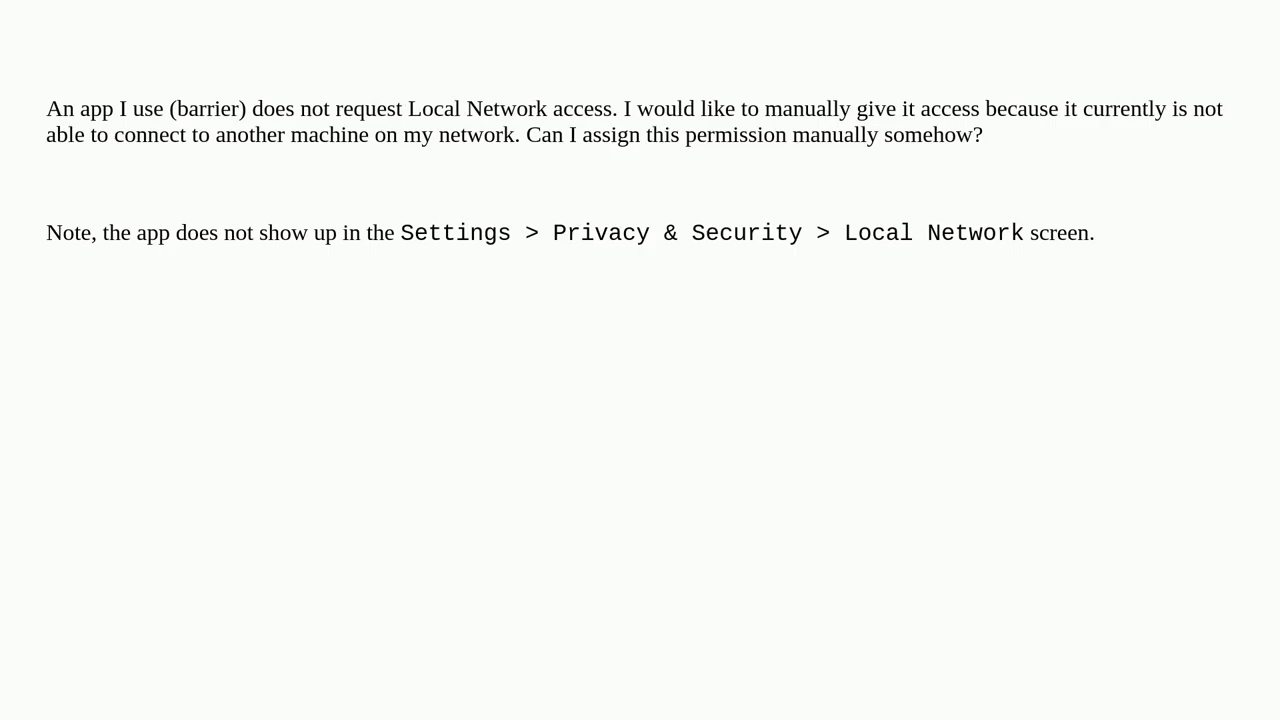 An app I use (barrier) does not request Local Network access. I would like to manually give it access because it currently is not
able to connect to another machine on my network. Can I assign this permission manually somehow?
Note, the app does not show up in the Settings > Privacy & Security > Local Network screen.